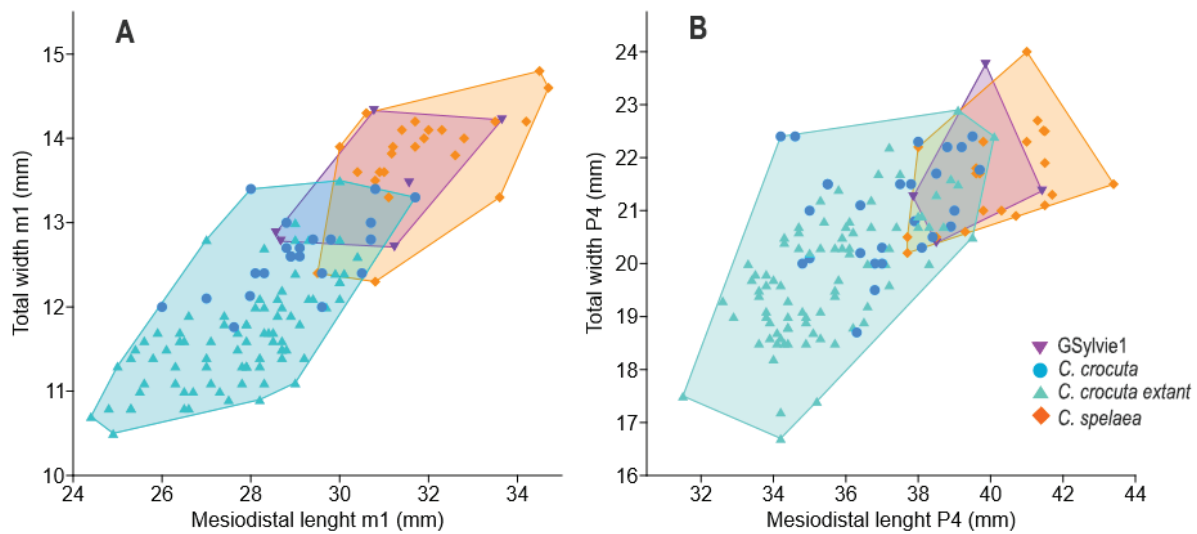 A
Total width m1 (mm)
15
14
13
12
11
10
24
26
28
30
32
34
Mesiodistal lenght m1 (mm)
B
Total width P4 (mm)
24
23
22
21
20
19
18
17
16
32
34
36
38
40
42
44
Mesiodistal lenght P4 (mm)
GSylvie1
C. crocuta
C. crocuta extant
C. spelaea